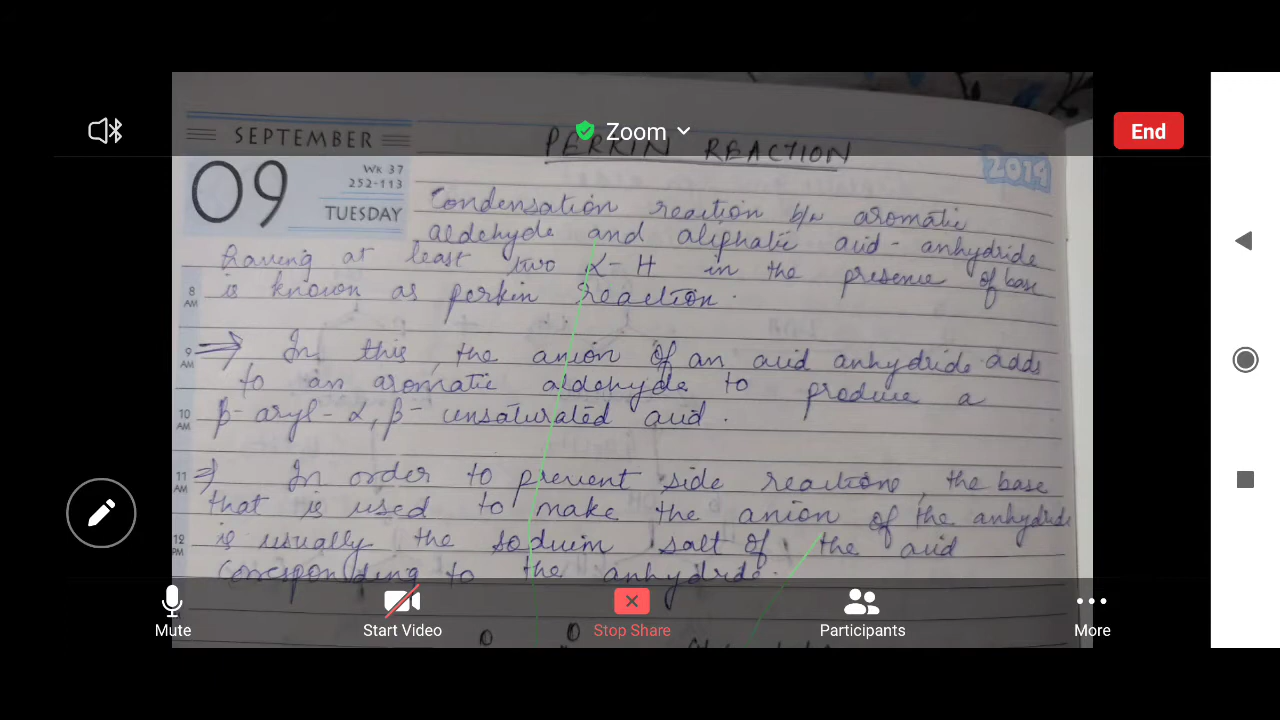 Zoom
End
SEPTEMBER
PERKIN REACTION
09
WK 37
252-113
TUESDAY
2014
Condensation reaction b/n aromatic
aldehyde and aliphatic acid - anhydride
having at least two α-H in the presence of base
is known as perkin reaction.
8
AM
9
AM
⇒ In this, the anion of an acid anhydride adds
to an aromatic aldehyde to produce a
10
AM
β-aryl-α,β-unsaturated acid.
11
AM
⇒ In order to prevent side reactions, the base
that is used to make the anion of the anhydride
12
PM
is usually the soduim salt of the acid
corresponding to the anhydride.
O O
Mute
Start Video
Stop Share
Participants
More